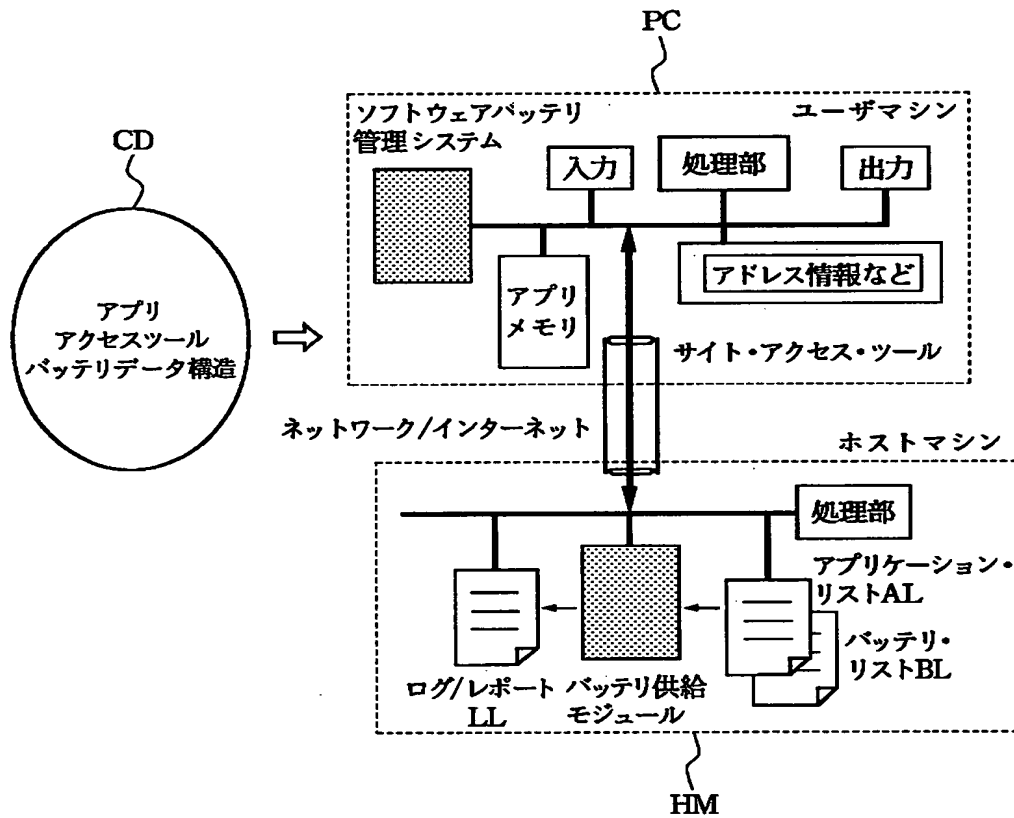 PC
ソフトウェアバッテリ
管理システム
ユーザマシン
CD
入力
処理部
出力
アプリ
アクセスツール
バッテリデータ構造
アプリ
メモリ
アドレス情報など
サイト・アクセス・ツール
ネットワーク/インターネット
ホストマシン
処理部
アプリケーション・
リストAL
バッテリ・
リストBL
ログ/レポート
LL
バッテリ供給
モジュール
HM